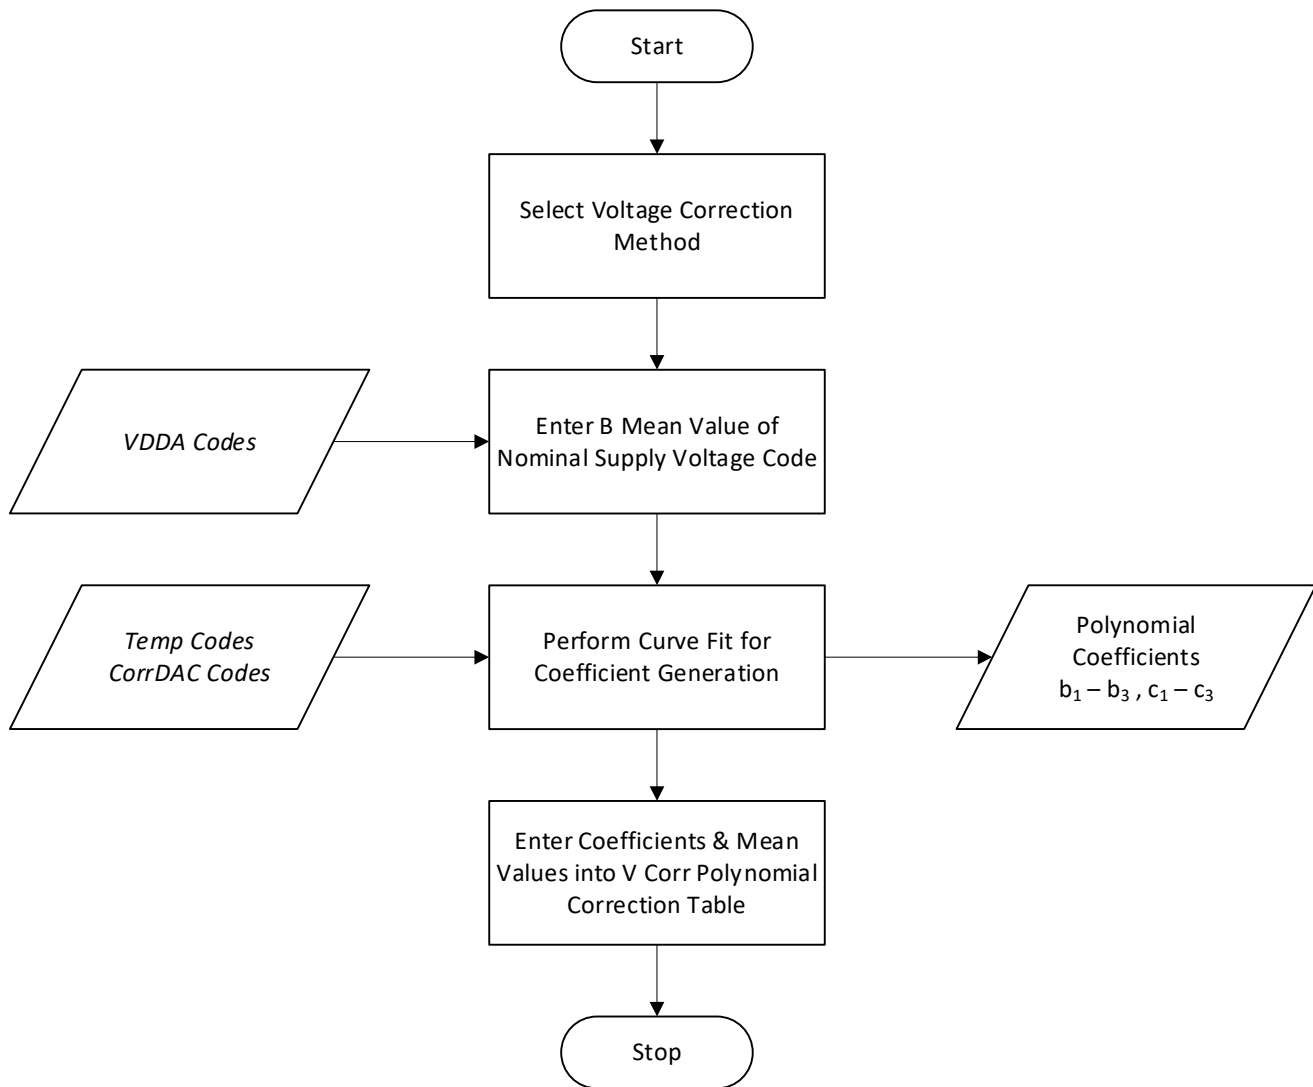 Start
Select Voltage Correction
Method
VDDA Codes
Enter B Mean Value of
Nominal Supply Voltage Code
Temp Codes
CorrDAC Codes
Perform Curve Fit for
Coefficient Generation
Polynomial
Coefficients
b₁ – b₃ , c₁ – c₃
Enter Coefficients & Mean
Values into V Corr Polynomial
Correction Table
Stop